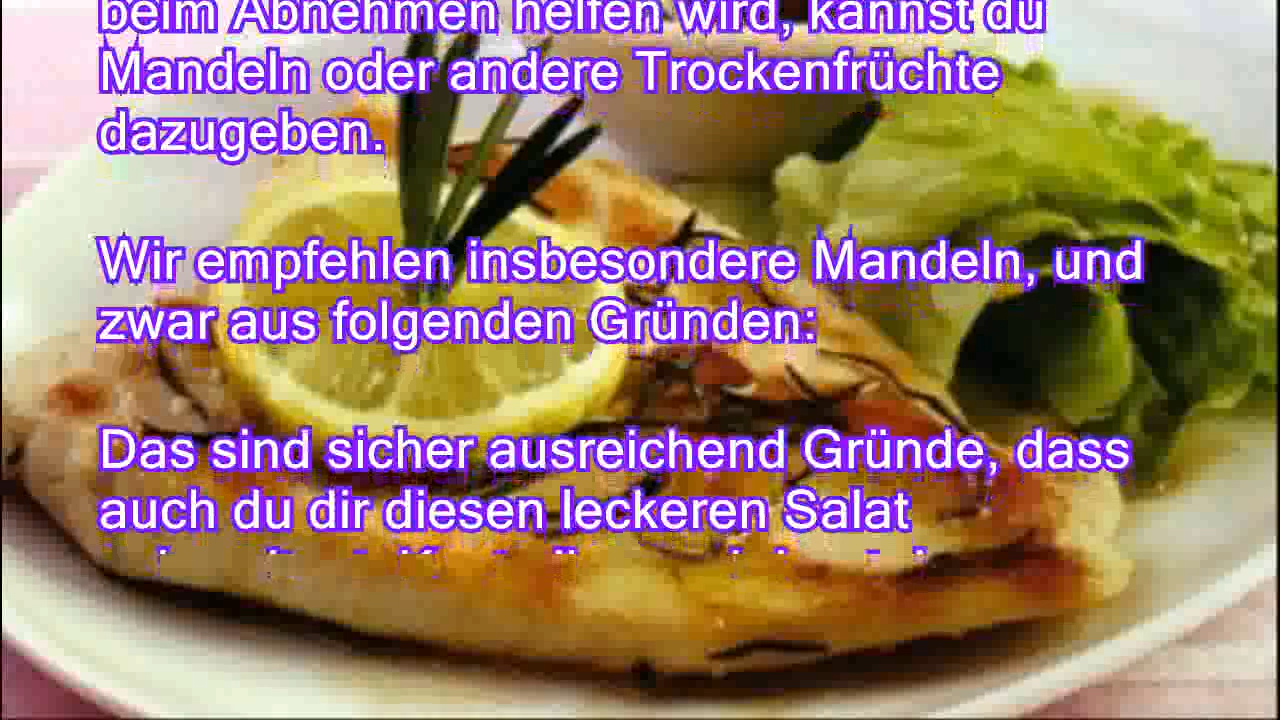 beim Abnehmen helfen wird, kannst du
Mandeln oder andere Trockenfrüchte
dazugeben.
Wir empfehlen insbesondere Mandeln, und
zwar aus folgenden Gründen:
Das sind sicher ausreichend Gründe, dass
auch du dir diesen leckeren Salat